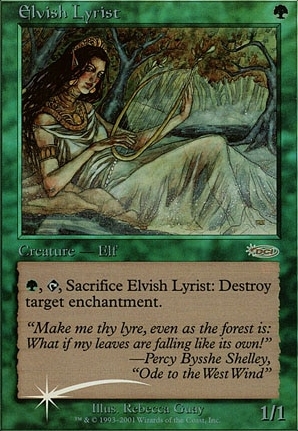 Elvish Lyrist
Creature — Elf
DCI
, , Sacrifice Elvish Lyrist: Destroy
target enchantment.
"Make me thy lyre, even as the forest is:
What if my leaves are falling like its own!"
—Percy Bysshe Shelley,
"Ode to the West Wind"
Illus. Rebecca Guay
™ & © 1993–2001 Wizards of the Coast, Inc.
1/1